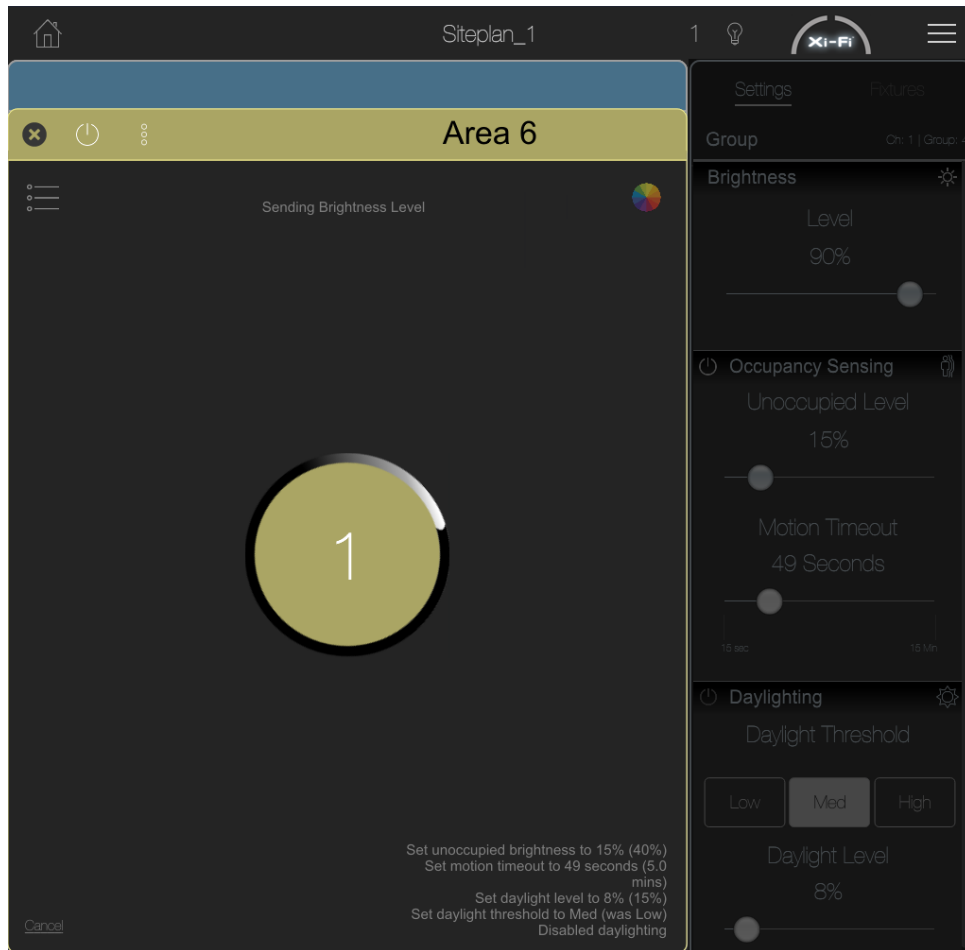 Siteplan_1
1
Xi-Fi
Area 6
Sending Brightness Level
1
Set unoccupied brightness to 15% (40%)
Set motion timeout to 49 seconds (5.0
mins)
Set daylight level to 8% (15%)
Set daylight threshold to Med (was Low)
Disabled daylighting
Cancel
Settings
Fixtures
Group
Ch: 1 | Group:
Brightness
Level
90%
Occupancy Sensing
Unoccupied Level
15%
Motion Timeout
49 Seconds
15 sec
15 Min
Daylighting
Daylight Threshold
Low
Med
High
Daylight Level
8%